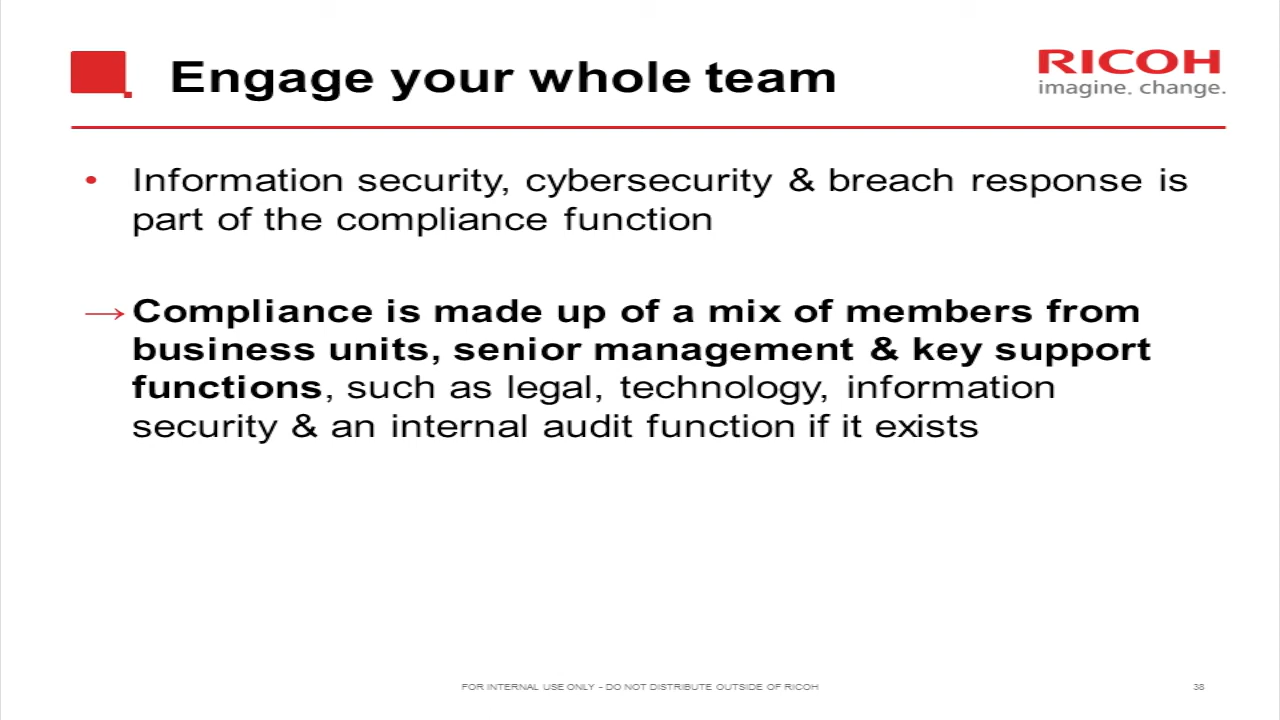 Engage your whole team
RICOH
imagine. change.
• Information security, cybersecurity & breach response is
part of the compliance function
→ Compliance is made up of a mix of members from
business units, senior management & key support
functions, such as legal, technology, information
security & an internal audit function if it exists
FOR INTERNAL USE ONLY - DO NOT DISTRIBUTE OUTSIDE OF RICOH
38